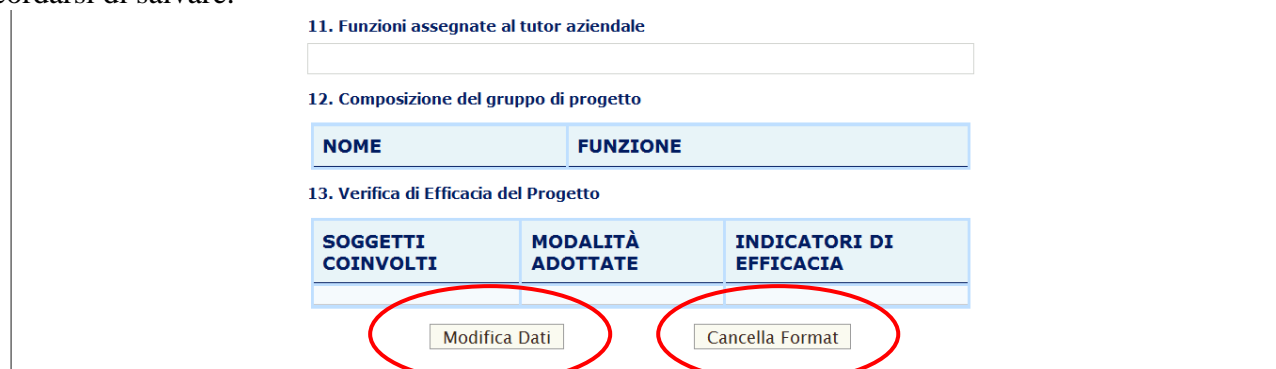 11. Funzioni assegnate al tutor aziendale
12. Composizione del gruppo di progetto
NOME FUNZIONE
13. Verifica di Efficacia del Progetto
SOGGETTI COINVOLTI MODALITÀ ADOTTATE INDICATORI DI EFFICACIA
Modifica Dati Cancella Format